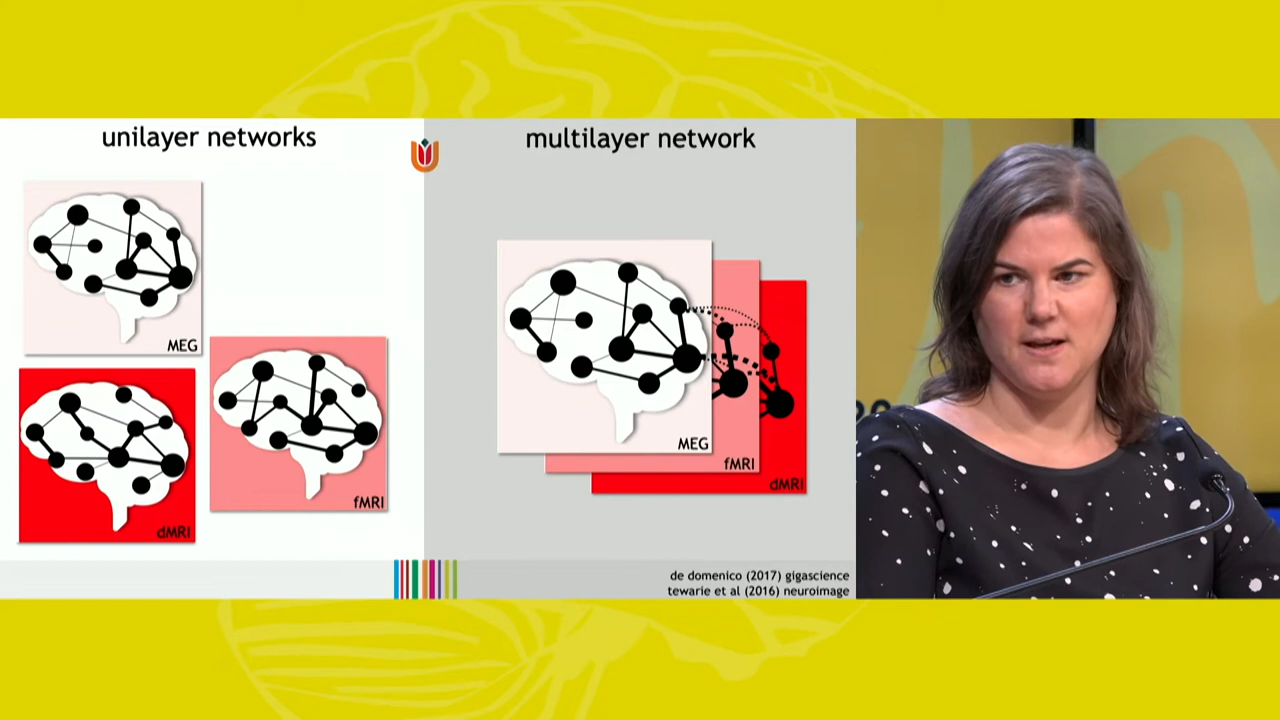 unilayer networks
multilayer network
MEG
fMRI
dMRI
MEG
fMRI
dMRI
de domenico (2017) gigascience
tewarie et al (2016) neuroimage